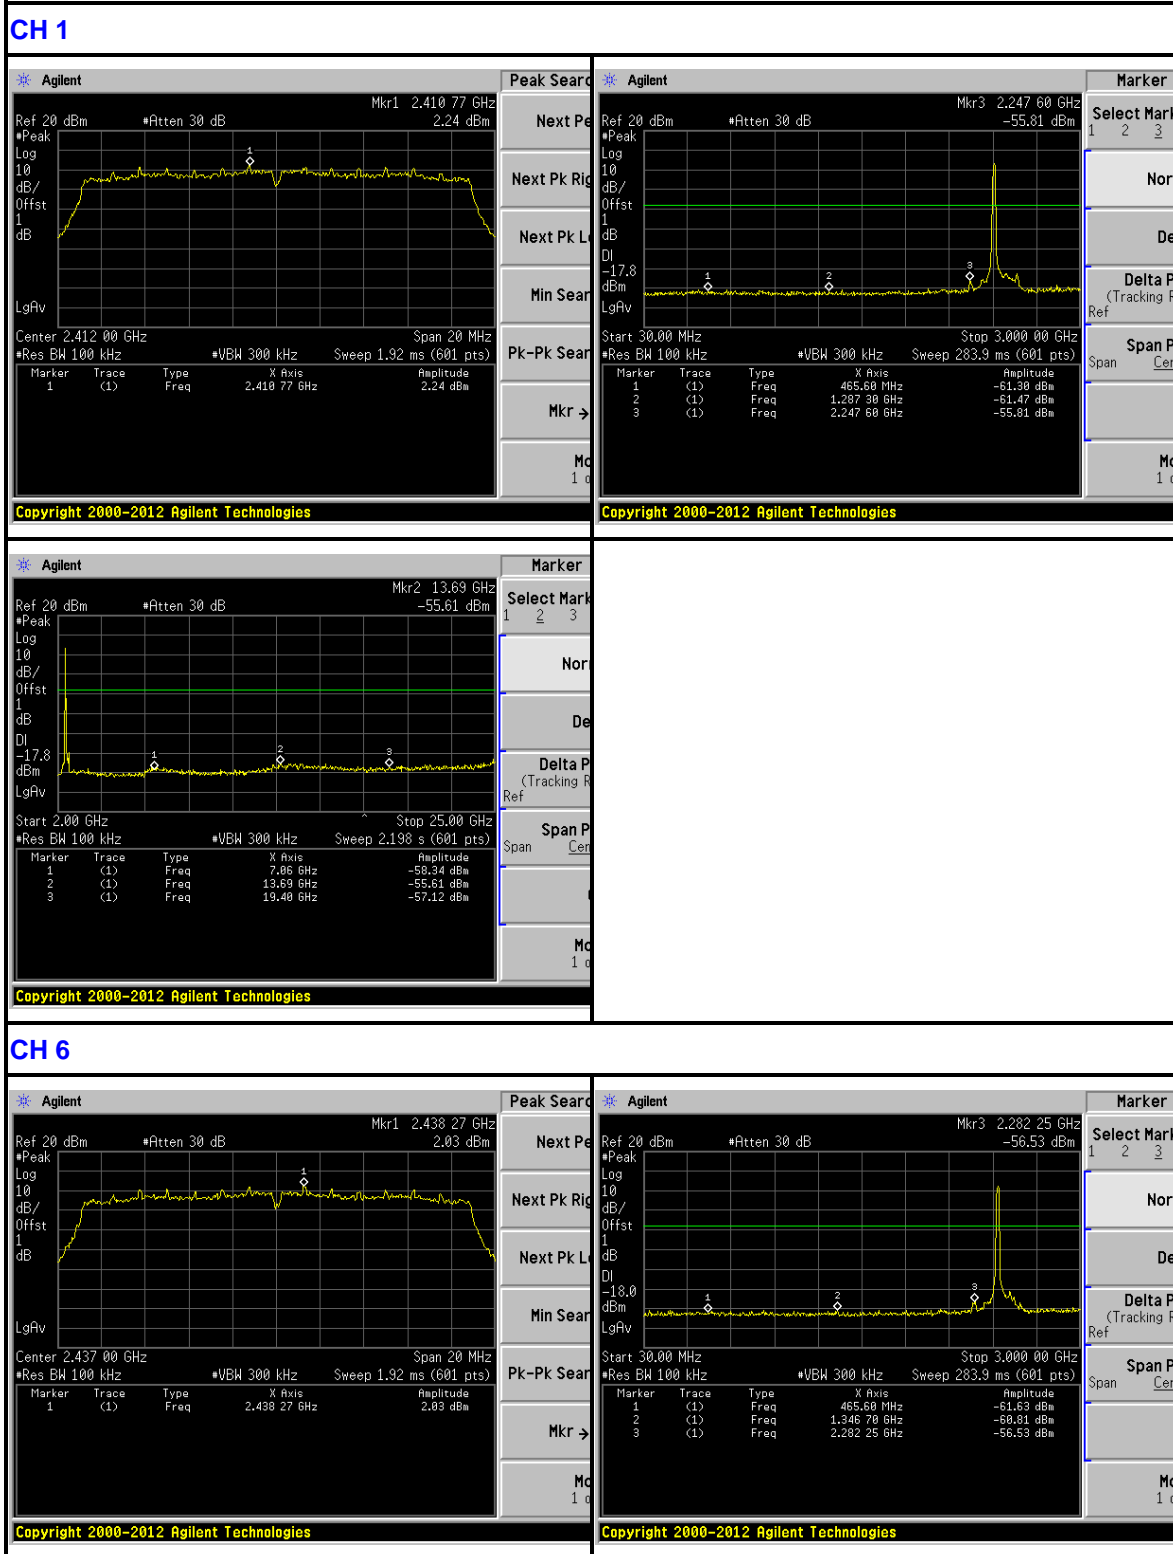 CH 1
Agilent
Peak Searc
Mkr1 2.410 77 GHz
Ref 20 dBm #Atten 30 dB 2.24 dBm
#Peak
Log
10
dB/
Offst
1
dB
LgAv
1
Center 2.412 00 GHz Span 20 MHz
#Res BW 100 kHz #VBW 300 kHz Sweep 1.92 ms (601 pts)
Marker Trace Type X Axis Amplitude
1 (1) Freq 2.410 77 GHz 2.24 dBm
Next Pe
Next Pk Rig
Next Pk L
Min Sear
Pk-Pk Sear
Mkr →
Mo
1 o
Copyright 2000-2012 Agilent Technologies
Agilent
Marker
Mkr3 2.247 60 GHz
Ref 20 dBm #Atten 30 dB -55.81 dBm
#Peak
Log
10
dB/
Offst
1
dB
DI
-17.8
dBm
LgAv
1 2 3
Start 30.00 MHz Stop 3.000 00 GHz
#Res BW 100 kHz #VBW 300 kHz Sweep 283.9 ms (601 pts)
Marker Trace Type X Axis Amplitude
1 (1) Freq 465.60 MHz -61.30 dBm
2 (1) Freq 1.287 30 GHz -61.47 dBm
3 (1) Freq 2.247 60 GHz -55.81 dBm
Select Mark
1 2 3
Nor
De
Delta P
(Tracking R
Ref
Span P
Span Cen
Mo
1 o
Copyright 2000-2012 Agilent Technologies
Agilent
Marker
Mkr2 13.69 GHz
Ref 20 dBm #Atten 30 dB -55.61 dBm
#Peak
Log
10
dB/
Offst
1
dB
DI
-17.8
dBm
LgAv
1 2 3
Start 2.00 GHz ^ Stop 25.00 GHz
#Res BW 100 kHz #VBW 300 kHz Sweep 2.198 s (601 pts)
Marker Trace Type X Axis Amplitude
1 (1) Freq 7.06 GHz -58.34 dBm
2 (1) Freq 13.69 GHz -55.61 dBm
3 (1) Freq 19.40 GHz -57.12 dBm
Select Mark
1 2 3
Nor
De
Delta P
(Tracking R
Ref
Span P
Span Cen
Mo
1 o
Copyright 2000-2012 Agilent Technologies
CH 6
Agilent
Peak Searc
Mkr1 2.438 27 GHz
Ref 20 dBm #Atten 30 dB 2.03 dBm
#Peak
Log
10
dB/
Offst
1
dB
LgAv
1
Center 2.437 00 GHz Span 20 MHz
#Res BW 100 kHz #VBW 300 kHz Sweep 1.92 ms (601 pts)
Marker Trace Type X Axis Amplitude
1 (1) Freq 2.438 27 GHz 2.03 dBm
Next Pe
Next Pk Rig
Next Pk L
Min Sear
Pk-Pk Sear
Mkr →
Mo
1 o
Copyright 2000-2012 Agilent Technologies
Agilent
Marker
Mkr3 2.282 25 GHz
Ref 20 dBm #Atten 30 dB -56.53 dBm
#Peak
Log
10
dB/
Offst
1
dB
DI
-18.0
dBm
LgAv
1 2 3
Start 30.00 MHz Stop 3.000 00 GHz
#Res BW 100 kHz #VBW 300 kHz Sweep 283.9 ms (601 pts)
Marker Trace Type X Axis Amplitude
1 (1) Freq 465.60 MHz -61.63 dBm
2 (1) Freq 1.346 70 GHz -60.81 dBm
3 (1) Freq 2.282 25 GHz -56.53 dBm
Select Mark
1 2 3
Nor
De
Delta P
(Tracking R
Ref
Span P
Span Cen
Mo
1 o
Copyright 2000-2012 Agilent Technologies